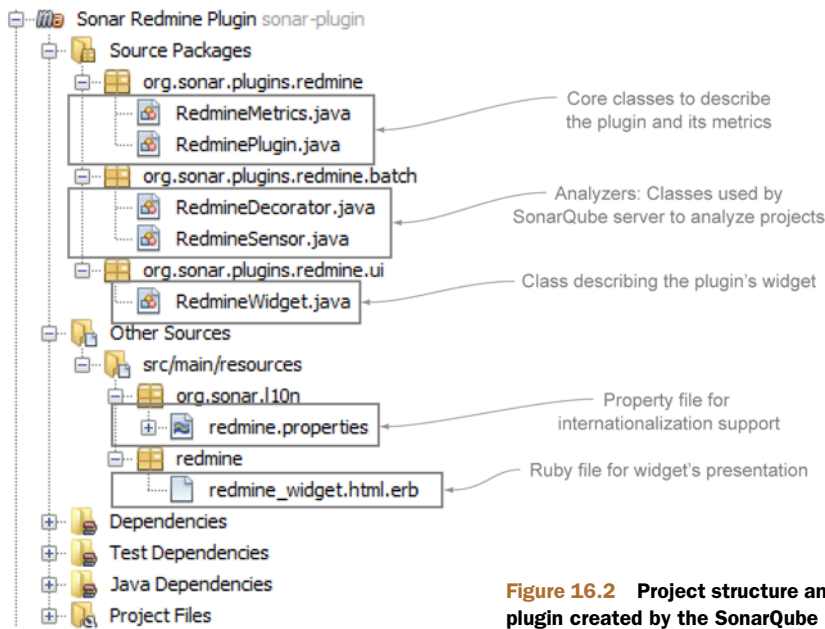 Sonar Redmine Plugin sonar-plugin
Source Packages
org.sonar.plugins.redmine
RedmineMetrics.java
RedminePlugin.java
Core classes to describe
the plugin and its metrics
org.sonar.plugins.redmine.batch
RedmineDecorator.java
RedmineSensor.java
Analyzers: Classes used by
SonarQube server to analyze projects
org.sonar.plugins.redmine.ui
RedmineWidget.java
Class describing the plugin's widget
Other Sources
src/main/resources
org.sonar.l10n
redmine.properties
Property file for
internationalization support
redmine
redmine_widget.html.erb
Ruby file for widget's presentation
Dependencies
Test Dependencies
Java Dependencies
Project Files
Figure 16.2 Project structure an
plugin created by the SonarQube